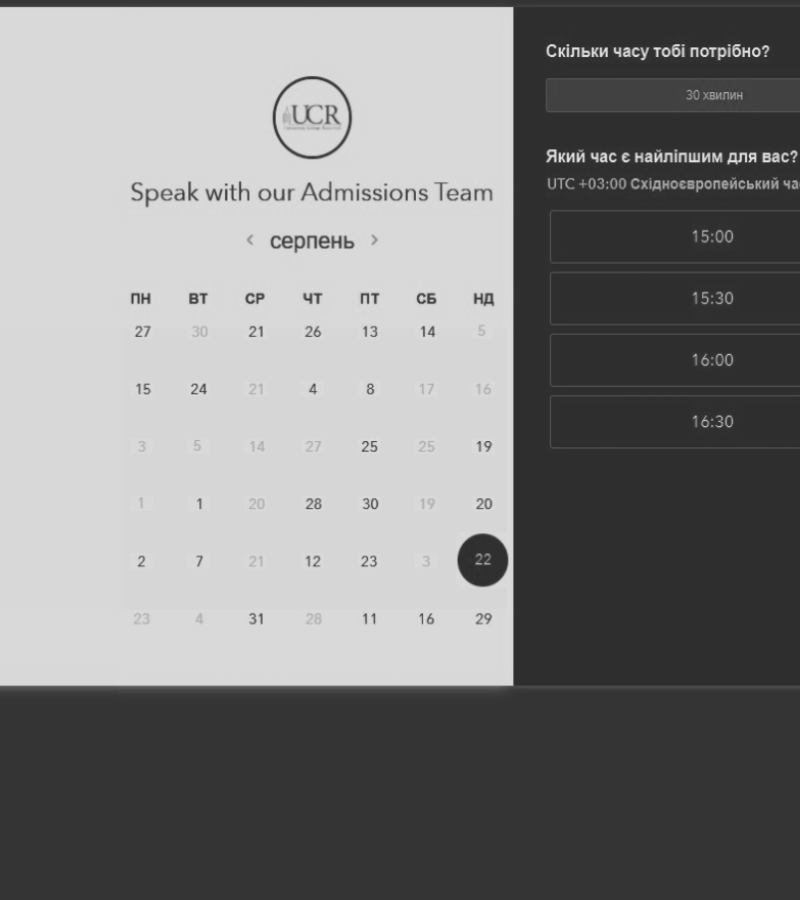 UCR
Speak with our Admissions Team
< серпень >
ПН ВТ СР ЧТ ПТ СБ НД
27 30 21 26 13 14 5
15 24 21 4 8 17 16
3 5 14 27 25 25 19
1 1 20 28 30 19 20
2 7 21 12 23 3 22
23 4 31 28 11 16 29
Скільки часу тобі потрібно?
30 хвилин
Який час є найліпшим для вас?
UTC +03:00 Східноєвропейський
15:00
15:30
16:00
16:30